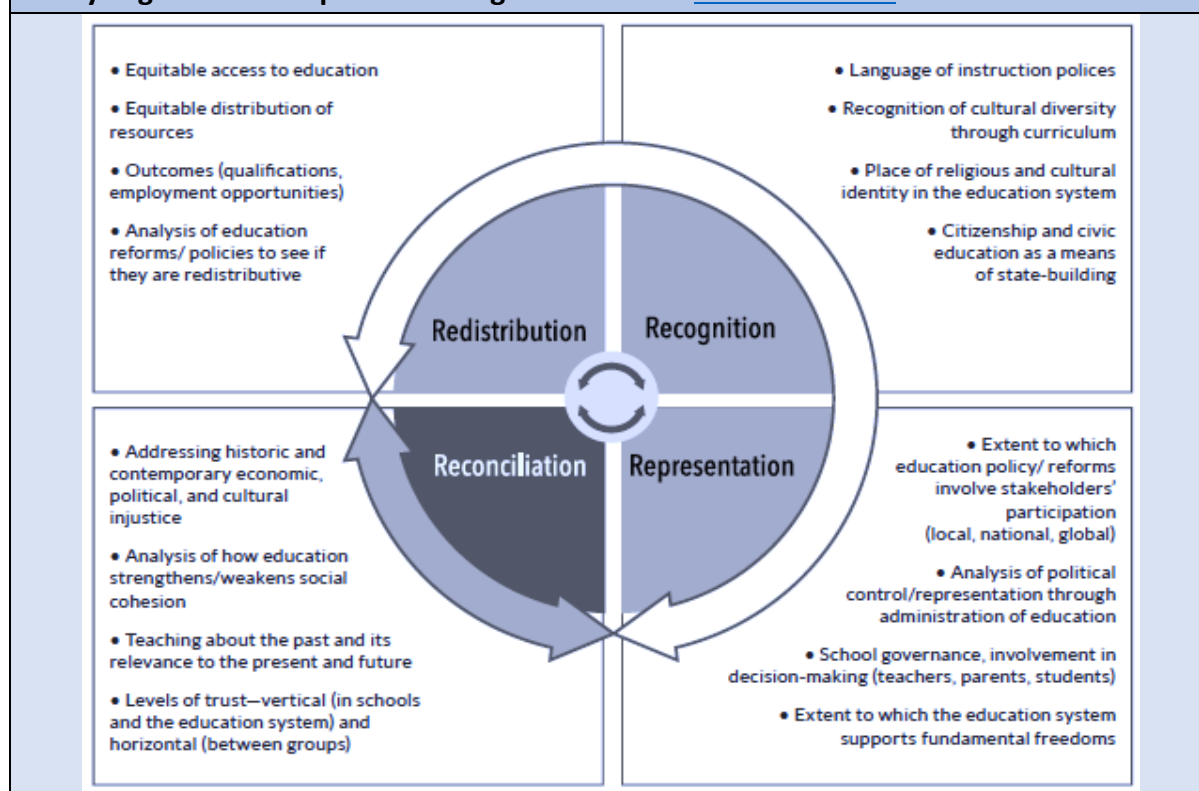 • Equitable access to education
• Equitable distribution of
resources
• Outcomes (qualifications,
employment opportunities)
• Analysis of education
reforms/ policies to see if
they are redistributive
• Language of instruction polices
• Recognition of cultural diversity
through curriculum
• Place of religious and cultural
identity in the education system
• Citizenship and civic
education as a means
of state-building
Redistribution
Recognition
Reconciliation
Representation
• Addressing historic and
contemporary economic,
political, and cultural
injustice
• Analysis of how education
strengthens/weakens social
cohesion
• Teaching about the past and its
relevance to the present and future
• Levels of trust—vertical (in schools
and the education system) and
horizontal (between groups)
• Extent to which
education policy/ reforms
involve stakeholders’
participation
(local, national, global)
• Analysis of political
control/representation through
administration of education
• School governance, involvement in
decision-making (teachers, parents, students)
• Extent to which the education system
supports fundamental freedoms